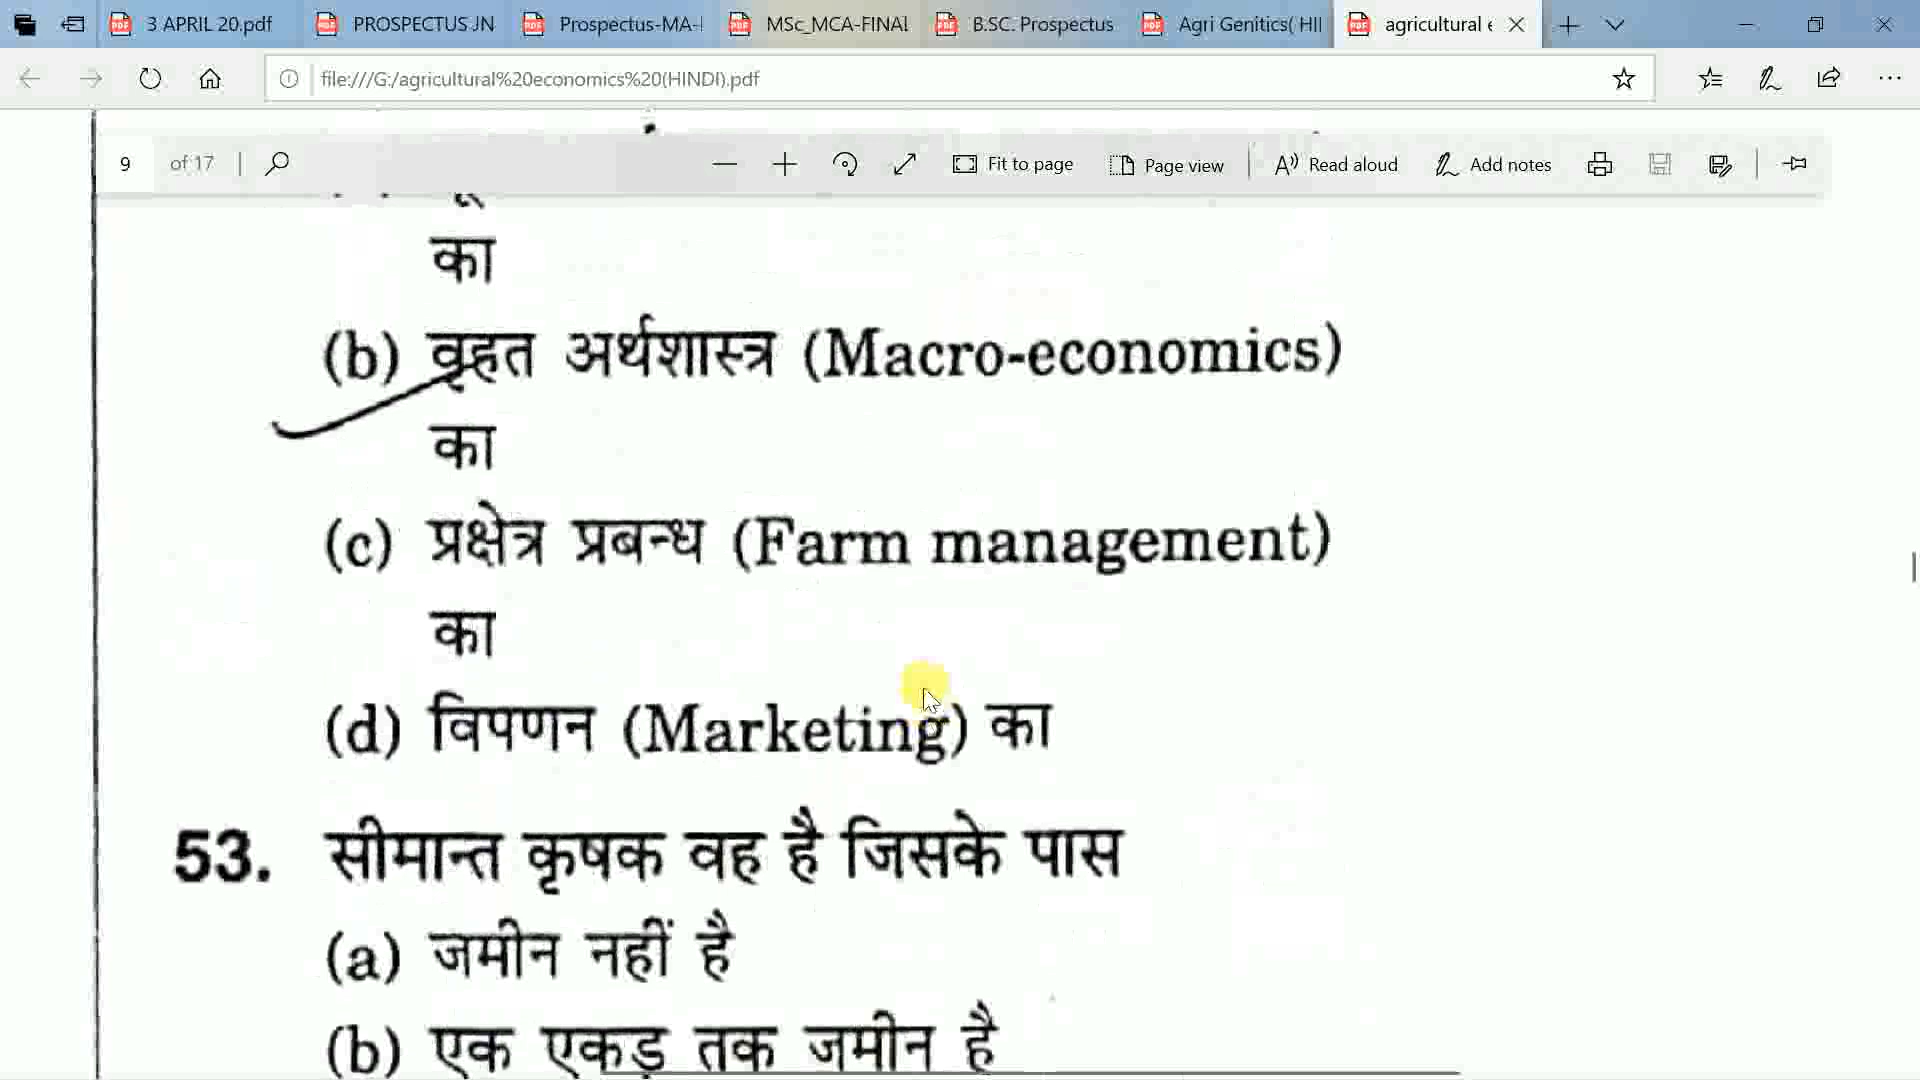 3 APRIL 20.pdf
PROSPECTUS JN
Prospectus-MA-
MSc_MCA-FINAL
B.SC. Prospectus
Agri Genitics( HI
agricultural e
file:///G:/agricultural%20economics%20(HINDI).pdf
9 of 17
Fit to page
Page view
Read aloud
Add notes
का
(b) वृहत अर्थशास्त्र (Macro-economics)
का
(c) प्रक्षेत्र प्रबन्ध (Farm management)
का
(d) विपणन (Marketing) का
53. सीमान्त कृषक वह है जिसके पास
(a) जमीन नहीं है
(b) एक एकड़ तक जमीन है